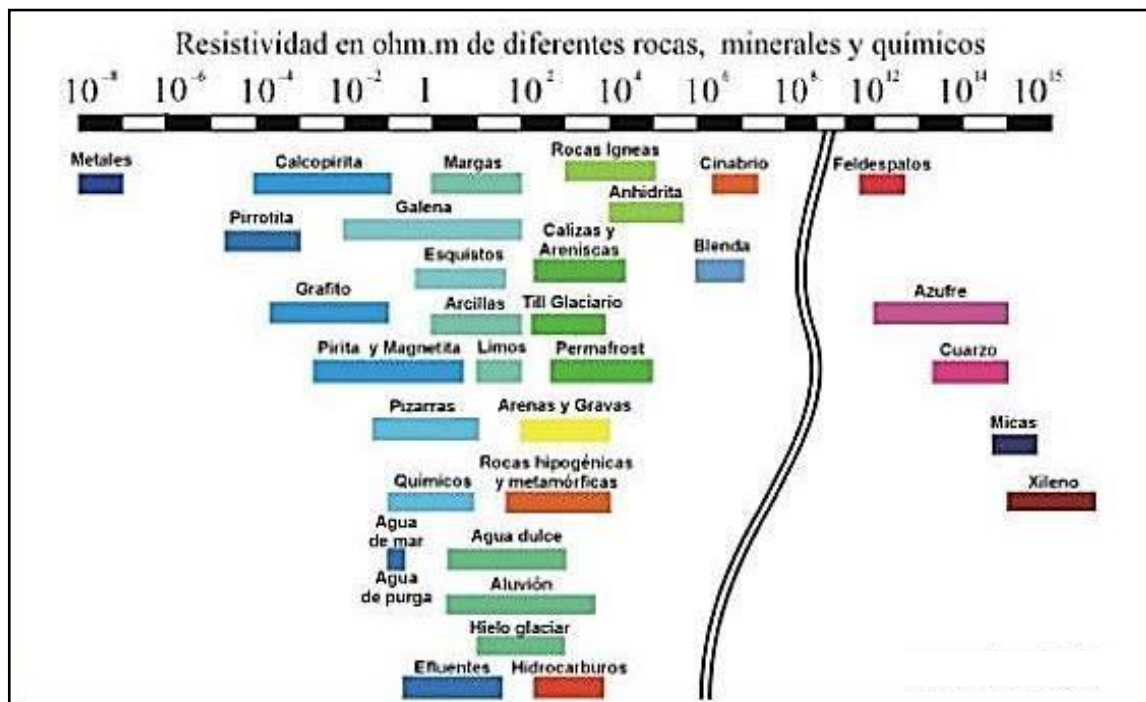 Resistividad en ohm.m de diferentes rocas, minerales y químicos
10⁻⁸ 10⁻⁶ 10⁻⁴ 10⁻² 1 10² 10⁴ 10⁶ 10⁸ 10¹² 10¹⁴ 10¹⁵
Metales
Calcopirita
Margas
Rocas Igneas
Cinabrio
Feldespatos
Anhidrita
Pirrotita
Galena
Calizas y
Areniscas
Blenda
Esquistos
Grafito
Arcillas
Till Glaciario
Azufre
Pirita y Magnetita
Limos
Permafrost
Cuarzo
Pizarras
Arenas y Gravas
Micas
Químicos
Rocas hipogénicas
y metamórficas
Xileno
Agua
de mar
Agua dulce
Agua
de purga
Aluvión
Hielo glaciar
Efluentes
Hidrocarburos